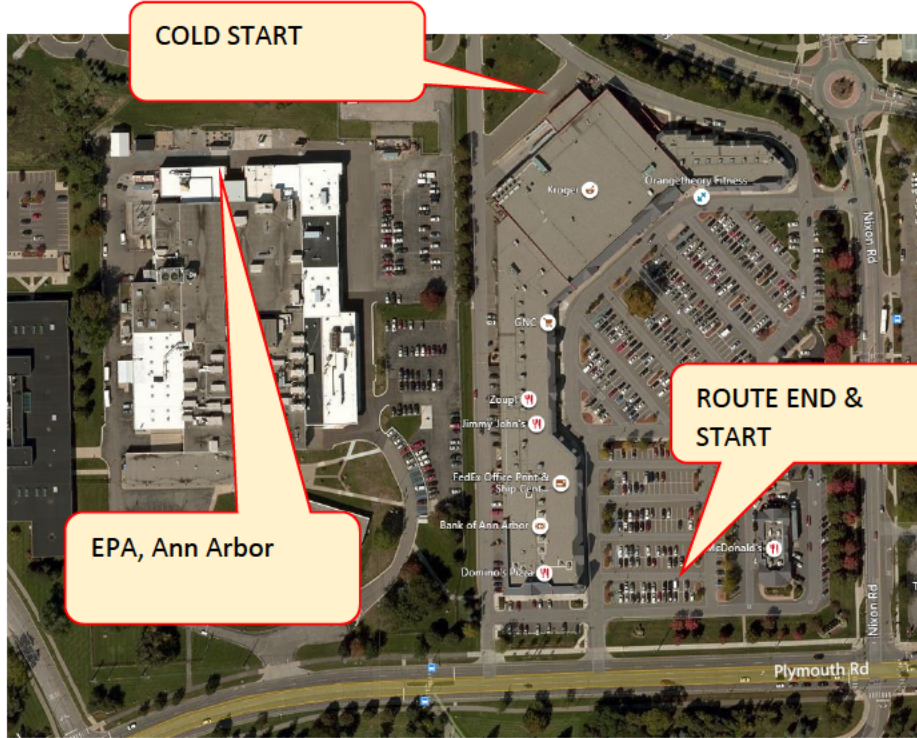 COLD START
N
Orangetheory Fitness
Kroger
Nixon Rd
GNC
ROUTE END &
START
Zoup!
Jimmy John's
FedEx Office Print &
Ship Cent...
EPA, Ann Arbor
Bank of Ann Arbor
McDonald's
Domino's Pizza
Nixon Rd
Plymouth Rd